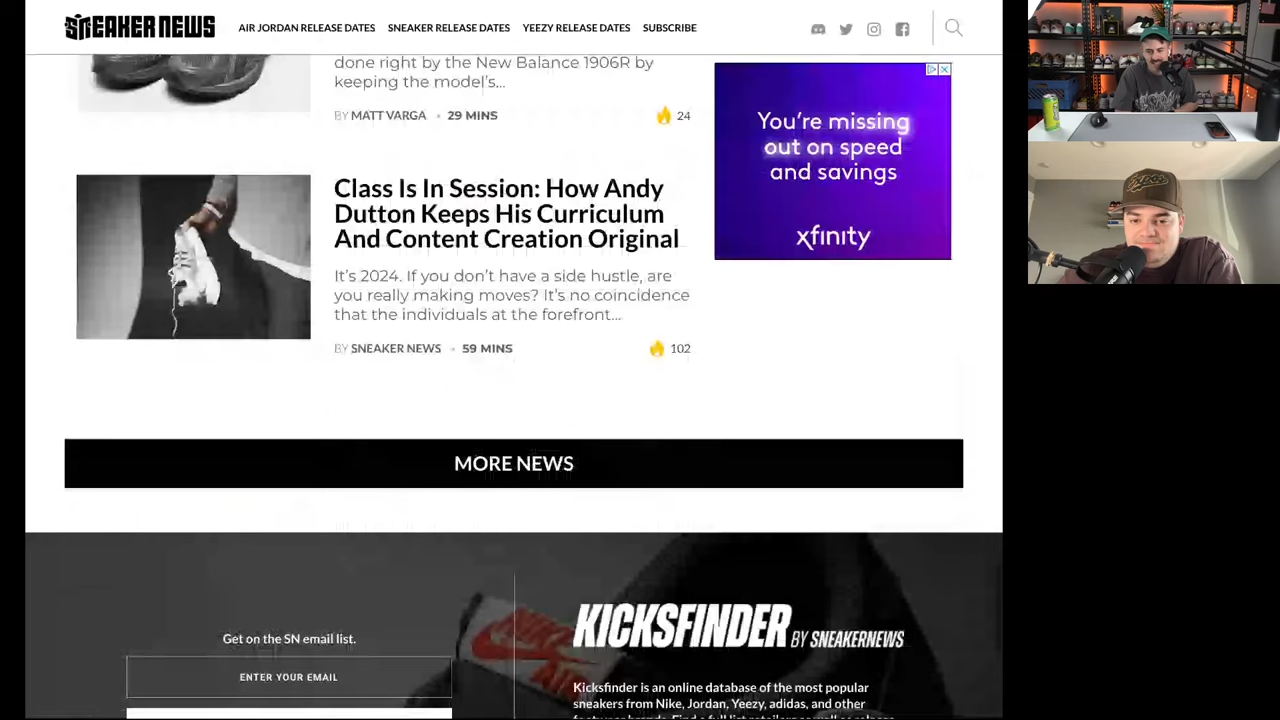 SNEAKER NEWS
AIR JORDAN RELEASE DATES SNEAKER RELEASE DATES YEEZY RELEASE DATES SUBSCRIBE
done right by the New Balance 1906R by
keeping the model's...
BY MATT VARGA • 29 MINS 24
You're missing
out on speed
and savings
xfinity
Class Is In Session: How Andy
Dutton Keeps His Curriculum
And Content Creation Original
It's 2024. If you don't have a side hustle, are
you really making moves? It's no coincidence
that the individuals at the forefront...
BY SNEAKER NEWS • 59 MINS 102
MORE NEWS
Get on the SN email list.
ENTER YOUR EMAIL
KICKSFINDER BY SNEAKERNEWS
Kicksfinder is an online database of the most popular
sneakers from Nike, Jordan, Yeezy, adidas, and other